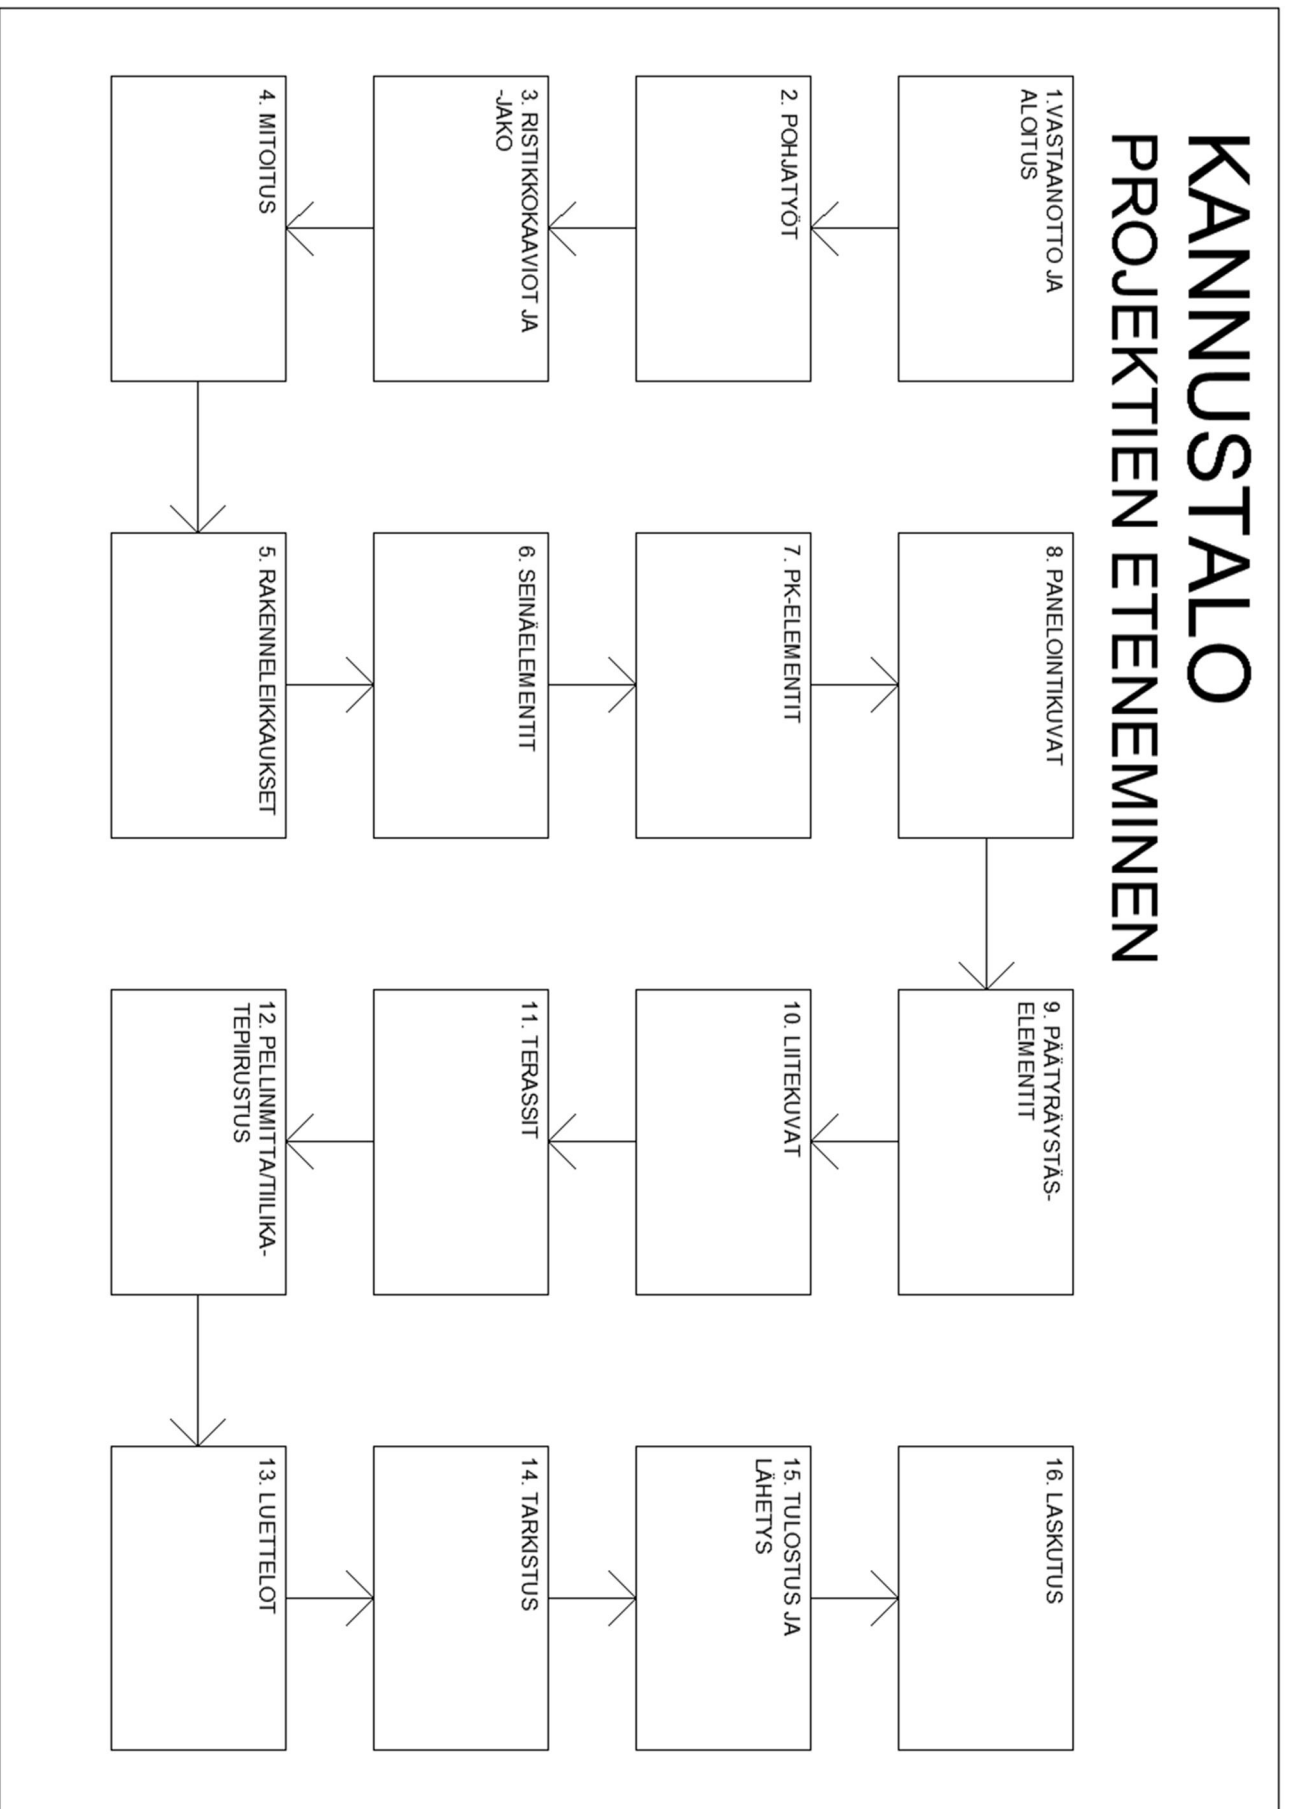 KANNUSTALO
PROJEKTIEN ETENEMINEN
1.VASTAANOTTO JA
ALOITUS
2. POHJATYÖT
3. RISTIKKOKAAVIOT JA
-JAKO
4. MITOITUS
5. RAKENNELEIKKAUKSET
6. SEINÄELEMENTIT
7. PK-ELEMENTIT
8. PANELOINTIKUVAT
9. PÄÄTYRÄYSTÄS-
ELEMENTIT
10. LIITEKUVAT
11. TERASSIT
12. PELLINMITTA/TIILIKA-
TEPIIRUSTUS
13. LUETTELOT
14. TARKISTUS
15. TULOSTUS JA
LÄHETYS
16. LASKUTUS